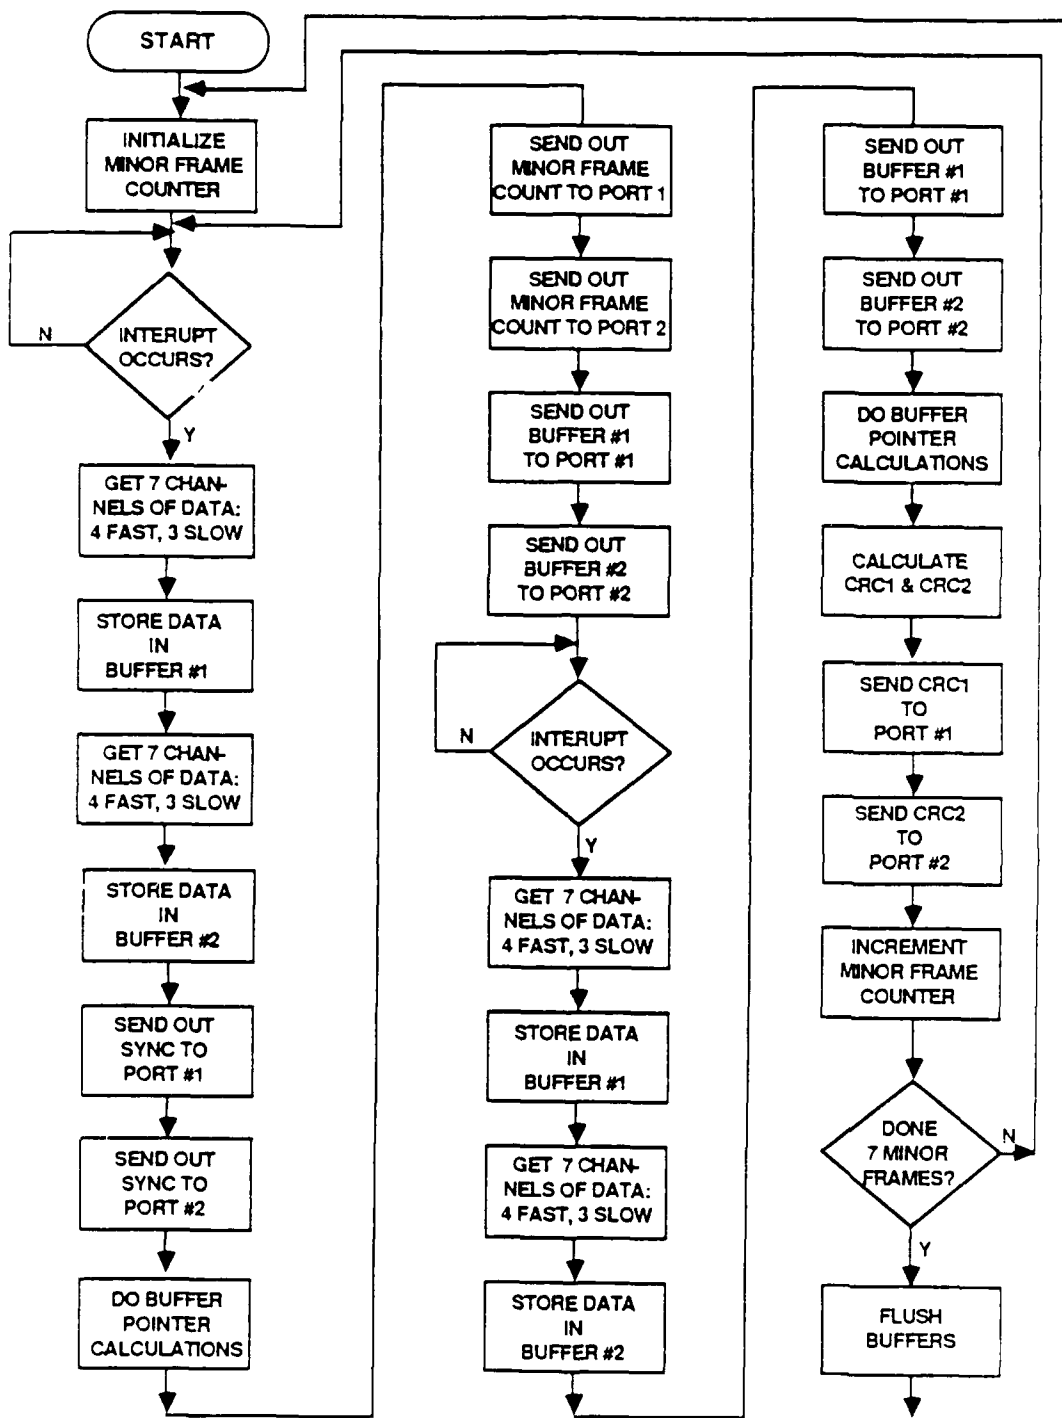 START
INITIALIZE
MINOR FRAME
COUNTER
INTERUPT
OCCURS?
N
Y
GET 7 CHAN-
NELS OF DATA:
4 FAST, 3 SLOW
STORE DATA
IN
BUFFER #1
GET 7 CHAN-
NELS OF DATA:
4 FAST, 3 SLOW
STORE DATA
IN
BUFFER #2
SEND OUT
SYNC TO
PORT #1
SEND OUT
SYNC TO
PORT #2
DO BUFFER
POINTER
CALCULATIONS
SEND OUT
MINOR FRAME
COUNT TO PORT 1
SEND OUT
MINOR FRAME
COUNT TO PORT 2
SEND OUT
BUFFER #1
TO PORT #1
SEND OUT
BUFFER #2
TO PORT #2
INTERUPT
OCCURS?
N
Y
GET 7 CHAN-
NELS OF DATA:
4 FAST, 3 SLOW
STORE DATA
IN
BUFFER #1
GET 7 CHAN-
NELS OF DATA:
4 FAST, 3 SLOW
STORE DATA
IN
BUFFER #2
SEND OUT
BUFFER #1
TO PORT #1
SEND OUT
BUFFER #2
TO PORT #2
DO BUFFER
POINTER
CALCULATIONS
CALCULATE
CRC1 & CRC2
SEND CRC1
TO
PORT #1
SEND CRC2
TO
PORT #2
INCREMENT
MINOR FRAME
COUNTER
DONE
7 MINOR
FRAMES?
N
Y
FLUSH
BUFFERS